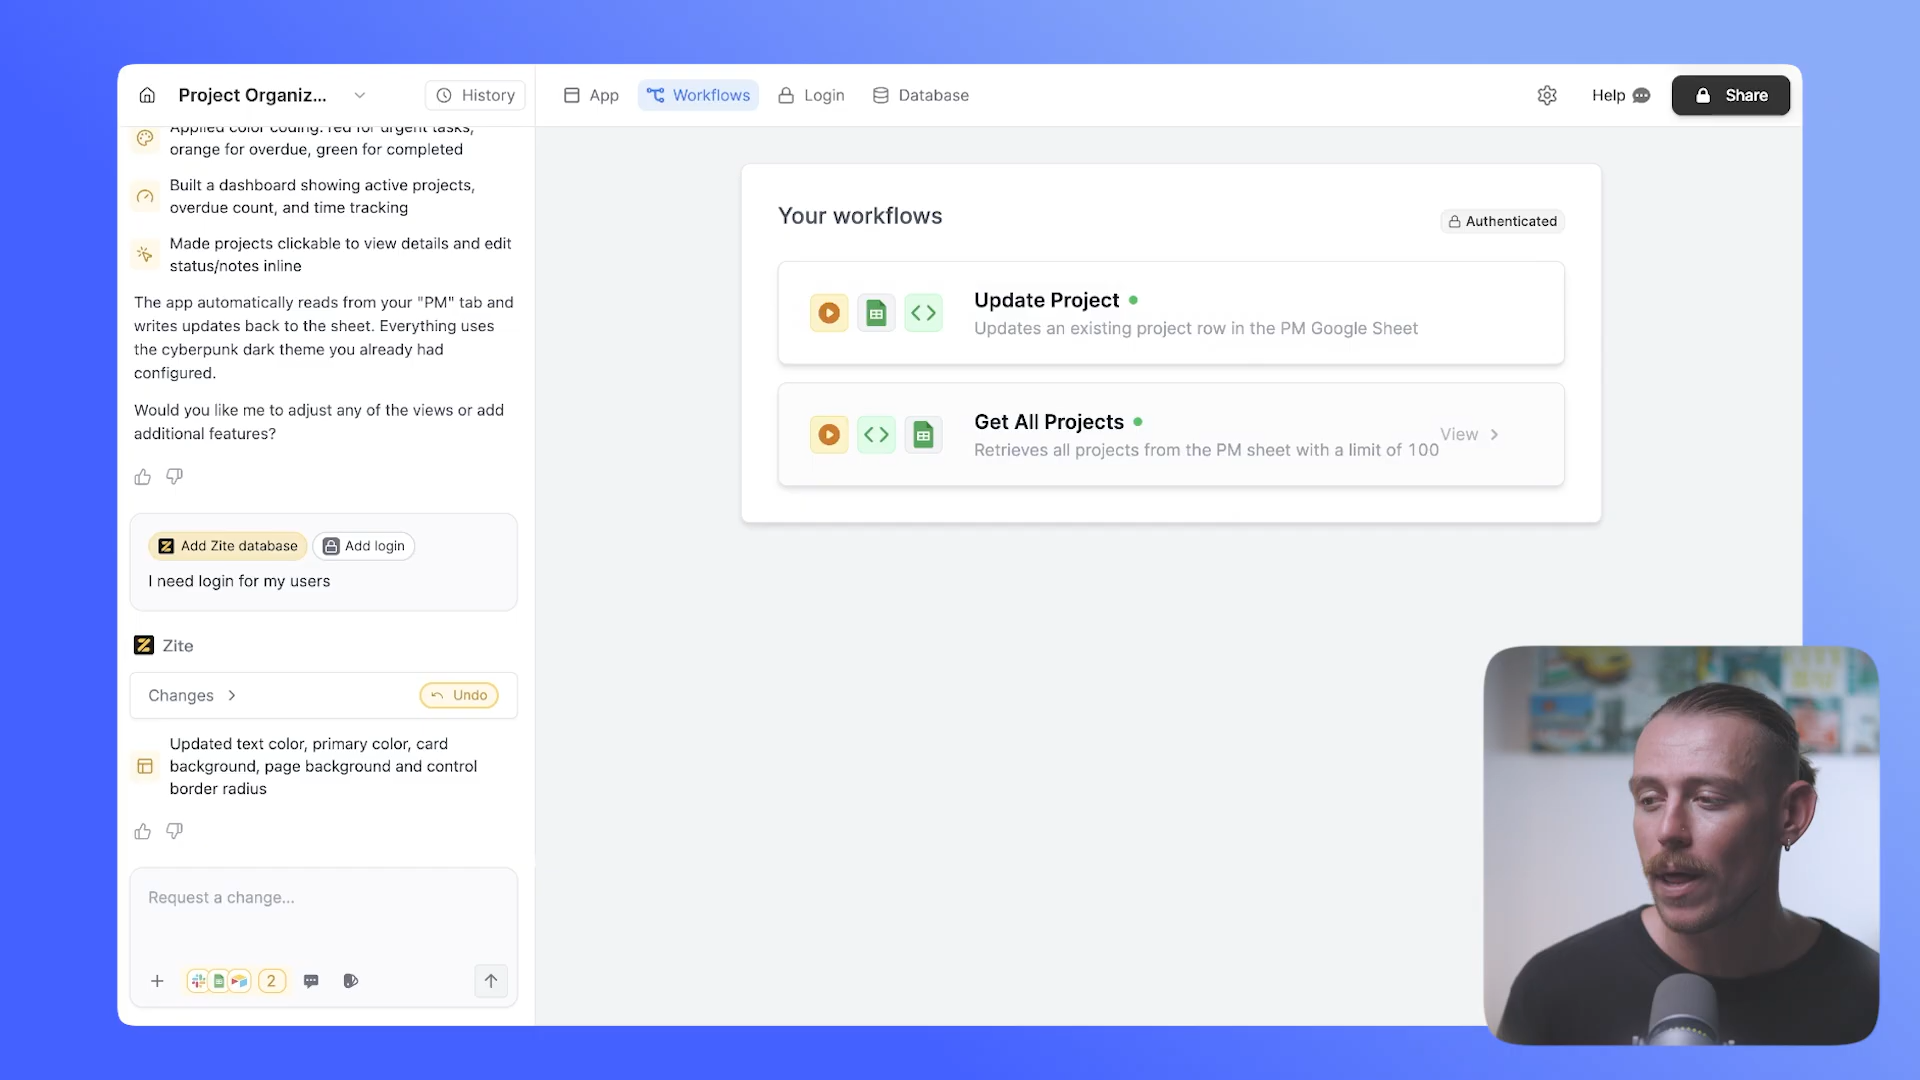 Project Organiz...
History
App
Workflows
Login
Database
Help
Share
Applied color coding: red for urgent tasks,
orange for overdue, green for completed
Built a dashboard showing active projects,
overdue count, and time tracking
Made projects clickable to view details and edit
status/notes inline
The app automatically reads from your "PM" tab and
writes updates back to the sheet. Everything uses
the cyberpunk dark theme you already had
configured.
Would you like me to adjust any of the views or add
additional features?
Add Zite database
Add login
I need login for my users
Zite
Changes
Undo
Updated text color, primary color, card
background, page background and control
border radius
Request a change...
2
Your workflows
Authenticated
Update Project
Updates an existing project row in the PM Google Sheet
Get All Projects
Retrieves all projects from the PM sheet with a limit of 100
View